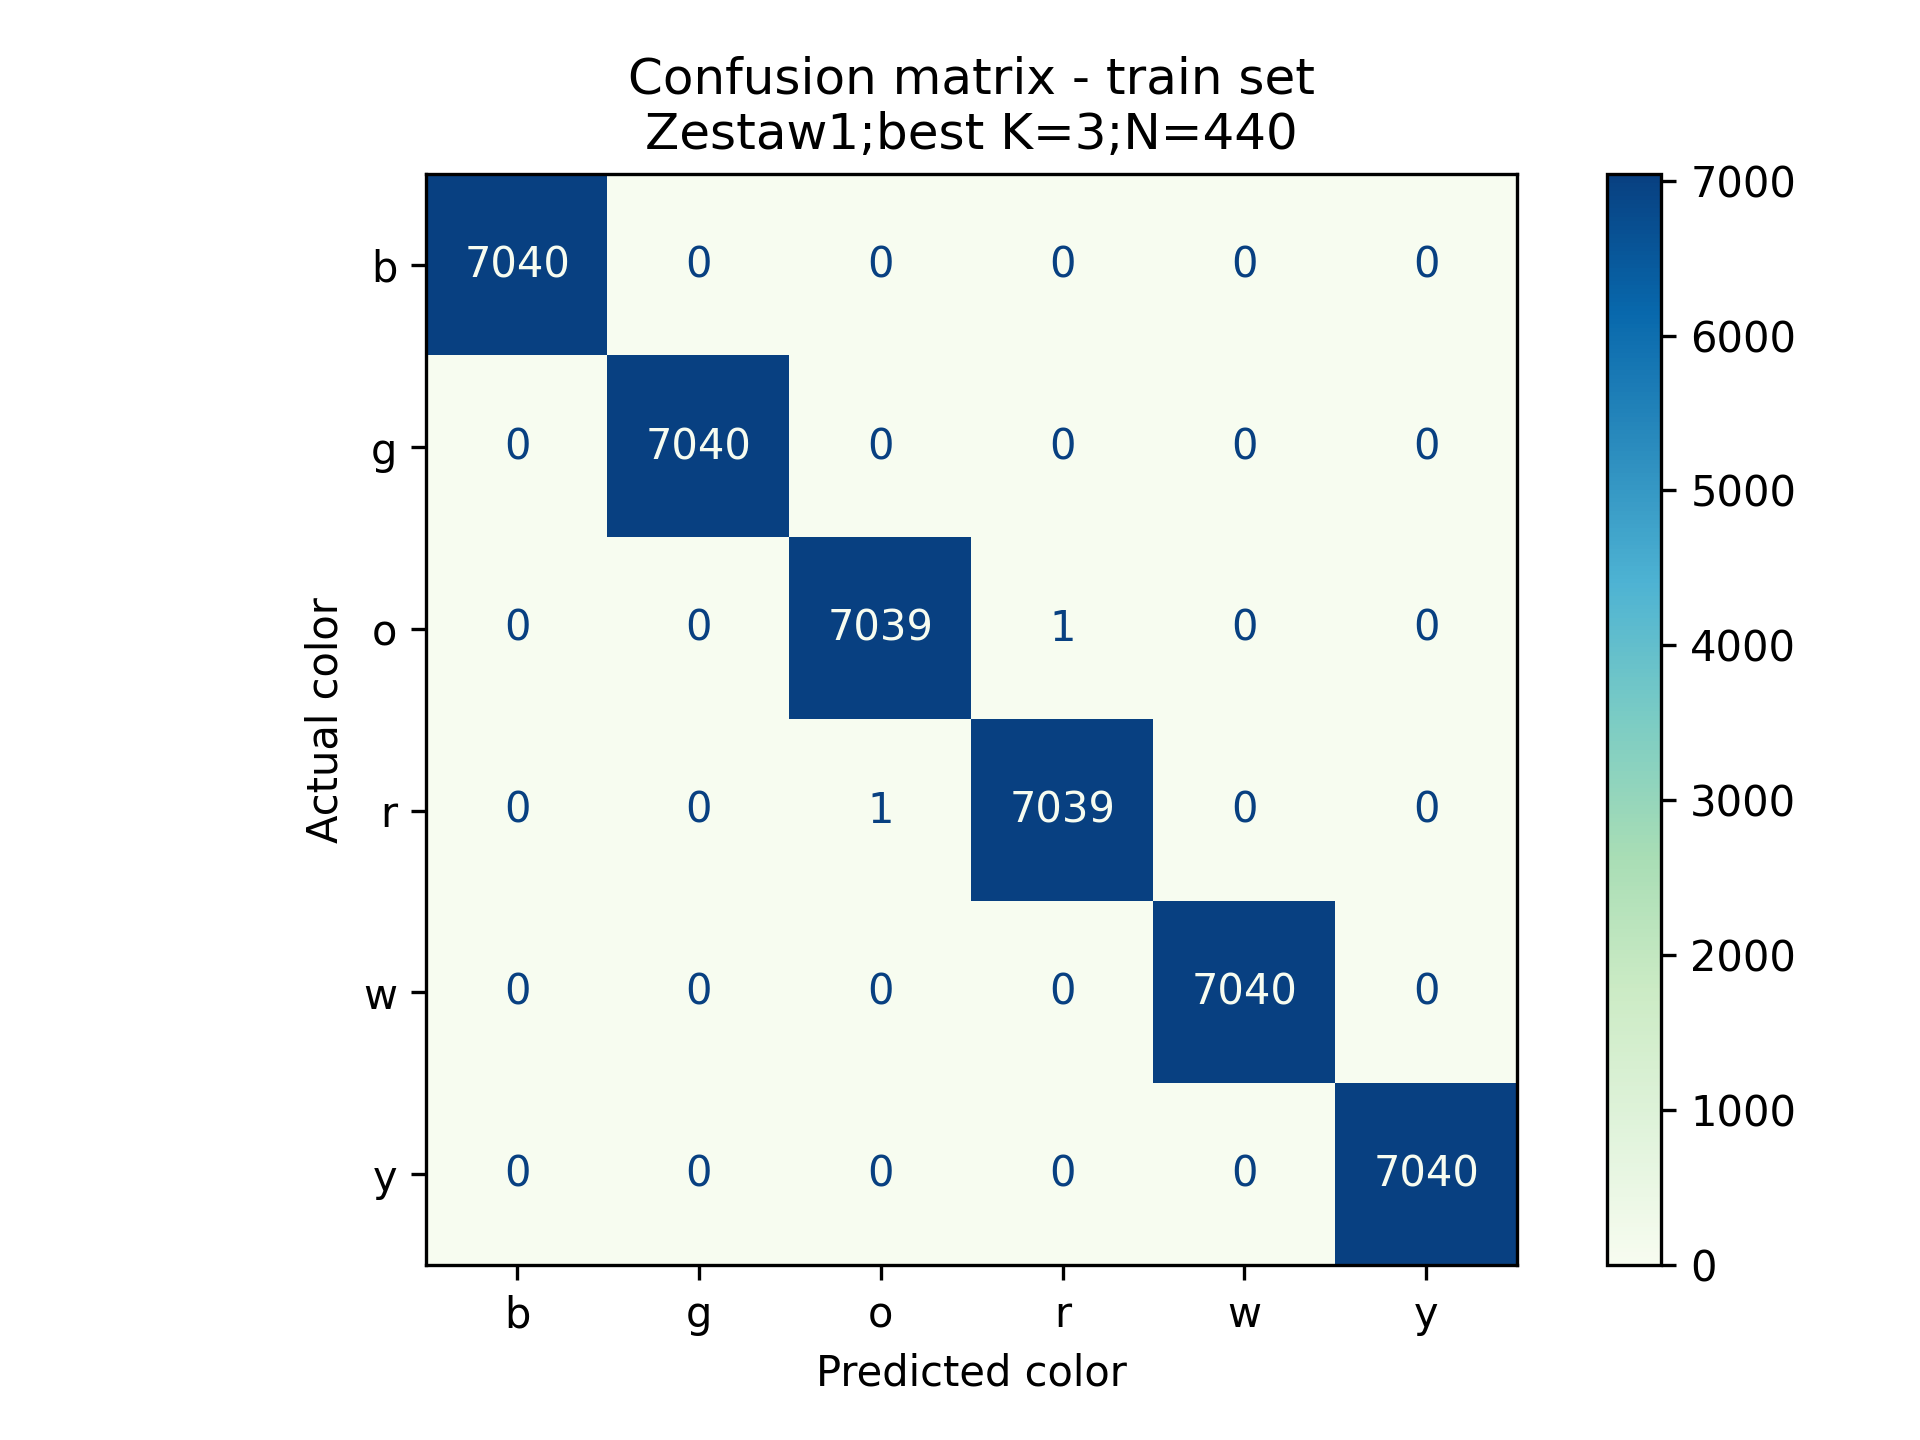 Confusion matrix - train set
Zestaw1;best K=3;N=440
7000
b 7040 0 0 0 0 0
6000
g 0 7040 0 0 0 0
5000
o 0 0 7039 1 0 0
4000
Actual color
r 0 0 1 7039 0 0
3000
w 0 0 0 0 7040 0
2000
y 0 0 0 0 0 7040
1000
0
b g o r w y
Predicted color